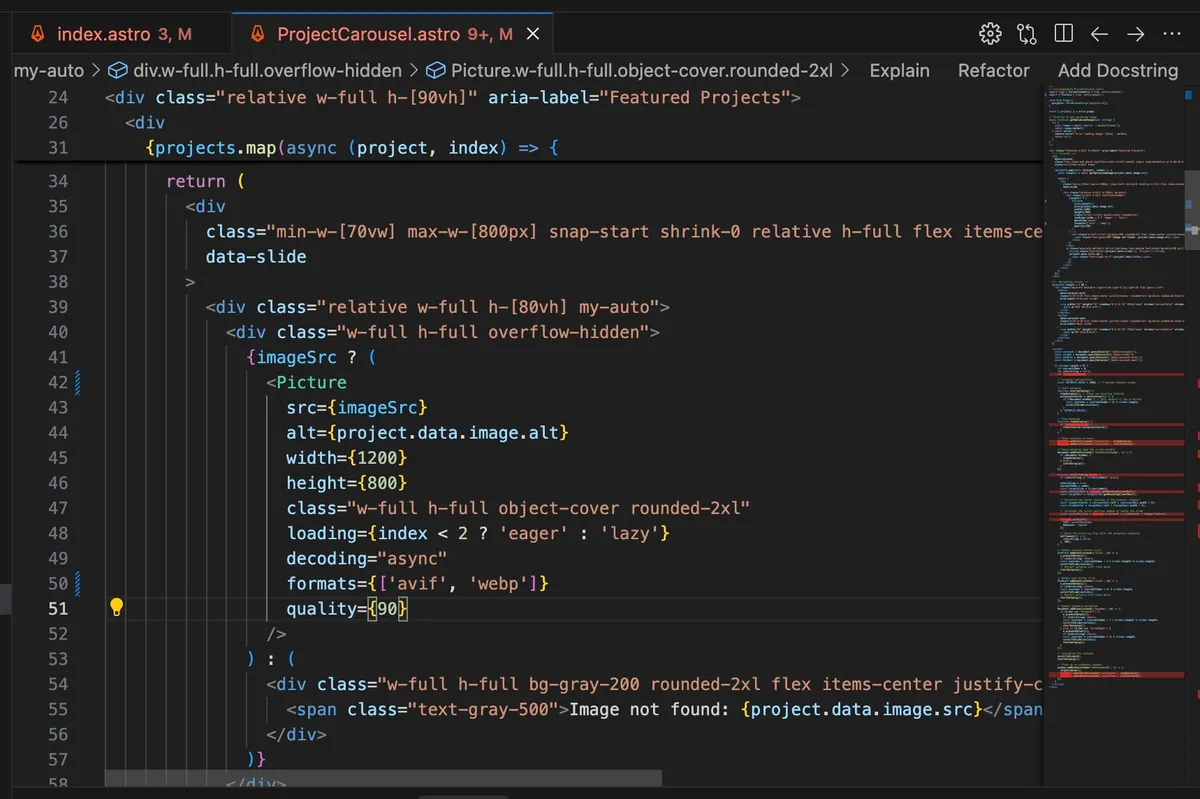 index.astro 3, M ProjectCarousel.astro 9+, M
my-auto > div.w-full.h-full.overflow-hidden > Picture.w-full.h-full.object-cover.rounded-2xl > Explain Refactor Add Docstring
24 <div class="relative w-full h-[90vh]" aria-label="Featured Projects">
26 <div
31 {projects.map(async (project, index) => {
34 return (
35 <div
36 class="min-w-[70vw] max-w-[800px] snap-start shrink-0 relative h-full flex items-ce
37 data-slide
38 >
39 <div class="relative w-full h-[80vh] my-auto">
40 <div class="w-full h-full overflow-hidden">
41 {imageSrc ? (
42 <Picture
43 src={imageSrc}
44 alt={project.data.image.alt}
45 width={1200}
46 height={800}
47 class="w-full h-full object-cover rounded-2xl"
48 loading={index < 2 ? 'eager' : 'lazy'}
49 decoding="async"
50 formats={['avif', 'webp']}
51 quality={90}
52 />
53 ) : (
54 <div class="w-full h-full bg-gray-200 rounded-2xl flex items-center justify-c
55 <span class="text-gray-500">Image not found: {project.data.image.src}</span
56 </div>
57 )}
58 </div>